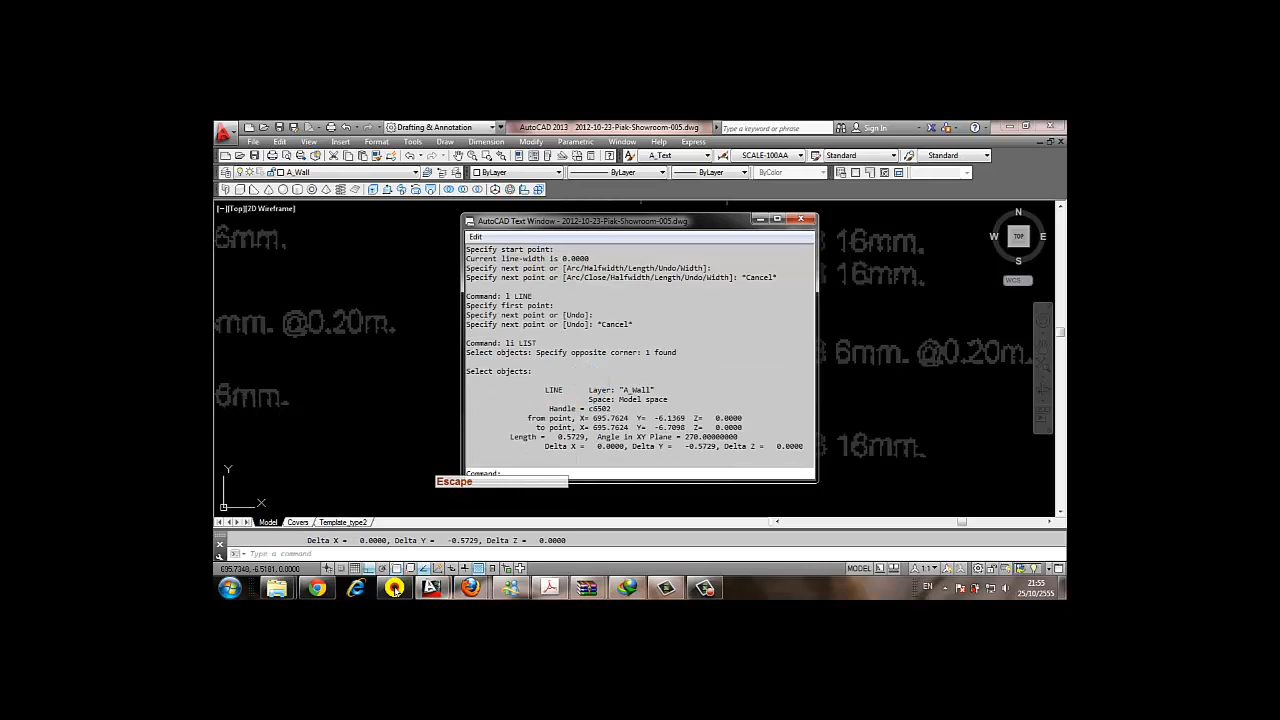 Drafting & Annotation
AutoCAD 2013 2012-10-23-Piak-Showroom-005.dwg
Type a keyword or phrase
Sign In
File Edit View Insert Format Tools Draw Dimension Modify Parametric Window Help Express
A_Text SCALE-100AA Standard Standard
A_Wall ByLayer ByLayer ByLayer ByColor
[−][Top][2D Wireframe]
N
W TOP E
S
WCS
6mm.
16mm.
16mm.
mm. @0.20m.
6mm. @0.20m.
6mm.
16mm.
AutoCAD Text Window - 2012-10-23-Piak-Showroom-005.dwg
Edit
Specify start point:
Current line-width is 0.0000
Specify next point or [Arc/Halfwidth/Length/Undo/Width]:
Specify next point or [Arc/Close/Halfwidth/Length/Undo/Width]: *Cancel*
Command: l LINE
Specify first point:
Specify next point or [Undo]:
Specify next point or [Undo]: *Cancel*
Command: li LIST
Select objects: Specify opposite corner: 1 found
Select objects:
LINE Layer: "A_Wall"
Space: Model space
Handle = c6502
from point, X= 695.7624 Y= -6.1369 Z= 0.0000
to point, X= 695.7624 Y= -6.7098 Z= 0.0000
Length = 0.5729, Angle in XY Plane = 270.00000000
Delta X = 0.0000, Delta Y = -0.5729, Delta Z = 0.0000
Command:
Escape
Y
X
Model Covers Template_type2
Delta X = 0.0000, Delta Y = -0.5729, Delta Z = 0.0000
Type a command
695.7348, -6.5181, 0.0000
MODEL
1:1
EN
21:55
25/10/2555